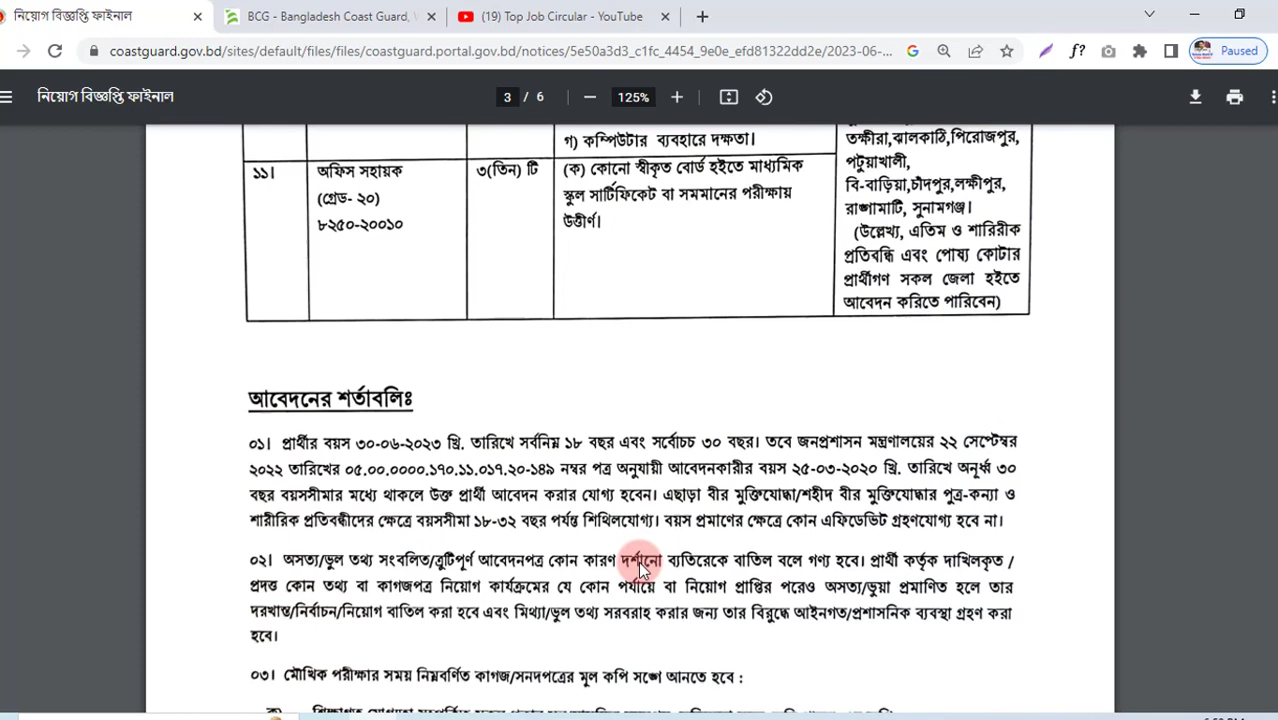 নিয়োগ বিজ্ঞপ্তি ফাইনাল
BCG - Bangladesh Coast Guard,
(19) Top Job Circular - YouTube
coastguard.gov.bd/sites/default/files/files/coastguard.portal.gov.bd/notices/5e50a3d3_c1fc_4454_9e0e_efd81322dd2e/2023-06-...
Paused
নিয়োগ বিজ্ঞপ্তি ফাইনাল
3 / 6
125%
গ) কম্পিউটার ব্যবহারে দক্ষতা।
১১।
অফিস সহায়ক
(গ্রেড- ২০)
৮২৫০-২০০১০
৩(তিন) টি
(ক) কোনো স্বীকৃত বোর্ড হইতে মাধ্যমিক
স্কুল সার্টিফিকেট বা সমমানের পরীক্ষায়
উত্তীর্ণ।
তক্ষীরা,ঝালকাঠি,পিরোজপুর,
পটুয়াখালী,
বি-বাড়িয়া,চাঁদপুর,লক্ষীপুর,
রাঙ্গামাটি, সুনামগঞ্জ।
(উল্লেখ্য, এতিম ও শারিরীক
প্রতিবন্ধি এবং পোষ্য কোটার
প্রার্থীগণ সকল জেলা হইতে
আবেদন করিতে পারিবেন)
আবেদনের শর্তাবলিঃ
০১। প্রার্থীর বয়স ৩০-০৬-২০২৩ খ্রি. তারিখে সর্বনিম্ন ১৮ বছর এবং সর্বোচ্চ ৩০ বছর। তবে জনপ্রশাসন মন্ত্রণালয়ের ২২ সেপ্টেম্বর
২০২২ তারিখের ০৫.০০.০০০০.১৭০.১১.০১৭.২০-১৪৯ নম্বর পত্র অনুযায়ী আবেদনকারীর বয়স ২৫-০৩-২০২০ খ্রি. তারিখে অনূর্ধ্ব ৩০
বছর বয়সসীমার মধ্যে থাকলে উক্ত প্রার্থী আবেদন করার যোগ্য হবেন। এছাড়া বীর মুক্তিযোদ্ধা/শহীদ বীর মুক্তিযোদ্ধার পুত্র-কন্যা ও
শারীরিক প্রতিবন্ধীদের ক্ষেত্রে বয়সসীমা ১৮-৩২ বছর পর্যন্ত শিথিলযোগ্য। বয়স প্রমাণের ক্ষেত্রে কোন এফিডেভিট গ্রহণযোগ্য হবে না।
০২। অসত্য/ভুল তথ্য সংবলিত/ত্রুটিপূর্ণ আবেদনপত্র কোন কারণ দর্শানো ব্যতিরেকে বাতিল বলে গণ্য হবে। প্রার্থী কর্তৃক দাখিলকৃত /
প্রদত্ত কোন তথ্য বা কাগজপত্র নিয়োগ কার্যক্রমের যে কোন পর্যায়ে বা নিয়োগ প্রাপ্তির পরেও অসত্য/ভুয়া প্রমাণিত হলে তার
দরখাস্ত/নির্বাচন/নিয়োগ বাতিল করা হবে এবং মিথ্যা/ভুল তথ্য সরবরাহ করার জন্য তার বিরুদ্ধে আইনগত/প্রশাসনিক ব্যবস্থা গ্রহণ করা
হবে।
০৩। মৌখিক পরীক্ষার সময় নিম্নবর্ণিত কাগজ/সনদপত্রের মূল কপি সঙ্গে আনতে হবে :